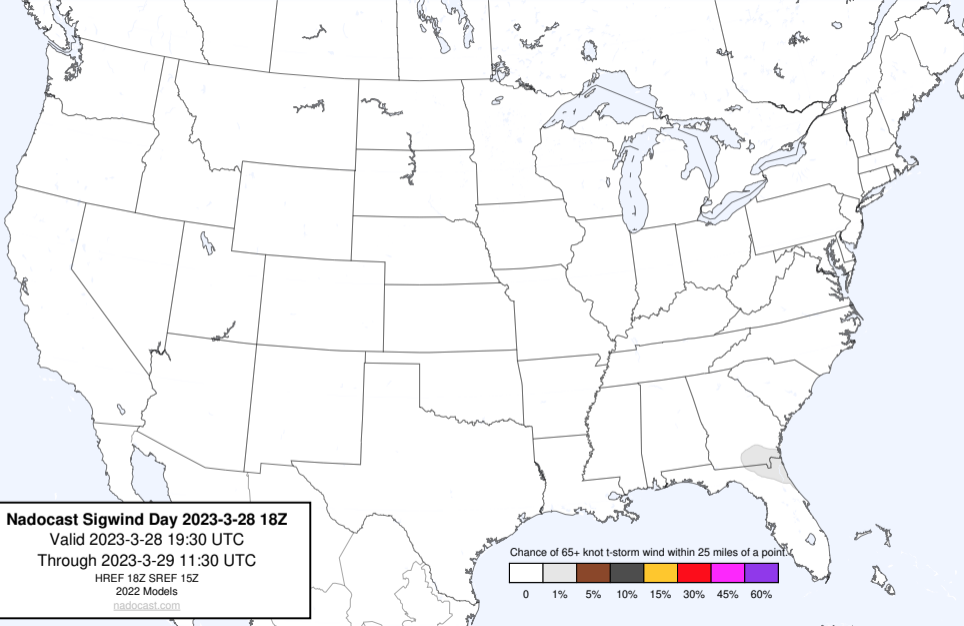 Nadocast Sigwind Day 2023-3-28 18Z
Valid 2023-3-28 19:30 UTC
Through 2023-3-29 11:30 UTC
HREF 18Z SREF 15Z
2022 Models
nadocast.com
Chance of 65+ knot t-storm wind within 25 miles of a point.
0 1% 5% 10% 15% 30% 45% 60%